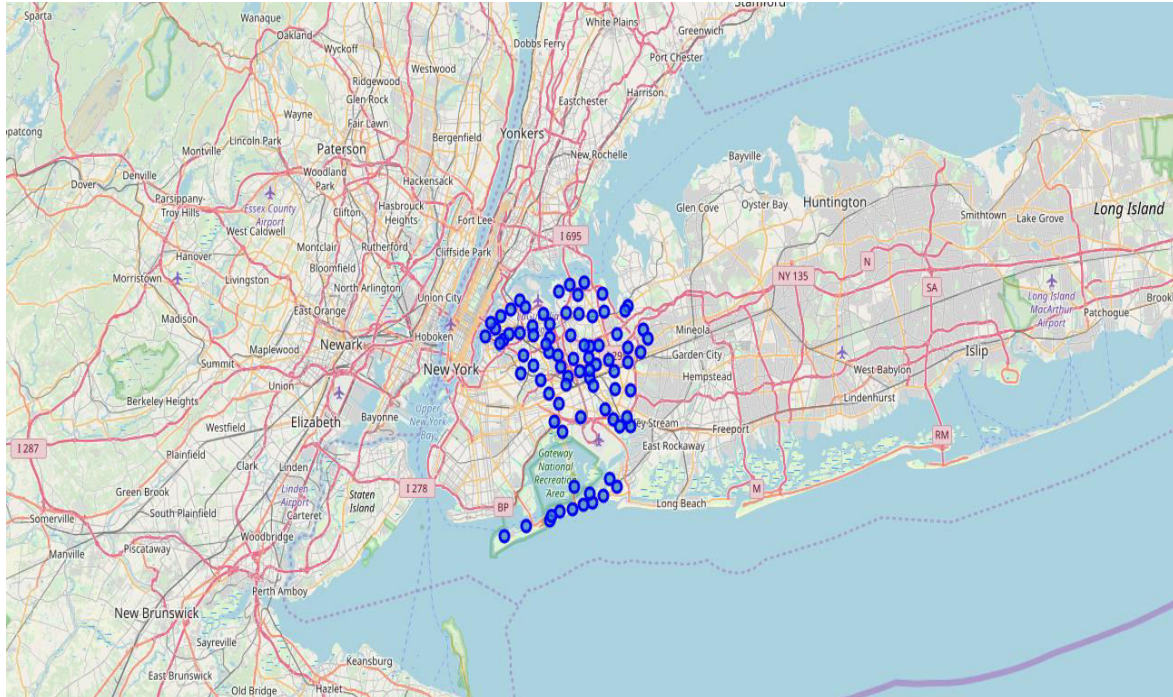 Sparta
Wanaque
Stamford
White Plains
Oakland
Ramsey
Dobbs Ferry
Greenwich
Wyckoff
Westwood
Port Chester
Ridgewood
Glen Rock
Harrison
Fair Lawn
Eastchester
Wayne
opatcong
Lincoln Park
Bergenfield
Yonkers
Montville
Paterson
New Rochelle
Bayville
Woodland
Park
Hackensack
Dover
Denville
Parsippany-
Troy Hills
Essex County
Airport
Clifton
Hasbrouck
Heights
Fort Lee
Glen Cove
Oyster Bay
Huntington
Smithtown
Lake Grove
Long Island
West Caldwell
Rutherford
Cliffside Park
I 695
Hanover
Montclair
Bloomfield
N
Morristown
Livingston
North Arlington
Union City
NY 135
SA
Long Island
MacArthur
Airport
Brook
East Orange
Patchogue
Madison
Hoboken
Mineola
Newark
Summit
Maplewood
New York
Garden City
Islip
Union
Hempstead
West Babylon
Berkeley Heights
Lindenhurst
Elizabeth
Bayonne
Upper
New York
Bay
ley Stream
Freeport
Westfield
East Rockaway
RM
I 287
Plainfield
Clark
Linden
Gateway
National
Recreation
Area
Green Brook
Linden
Airport
Staten
Island
I 278
M
BP
Long Beach
Somerville
South Plainfield
Carteret
Manville
Woodbridge
Piscataway
Perth Amboy
New Brunswick
Sayreville
Keansburg
East Brunswick
Old Bridge
Hazlet